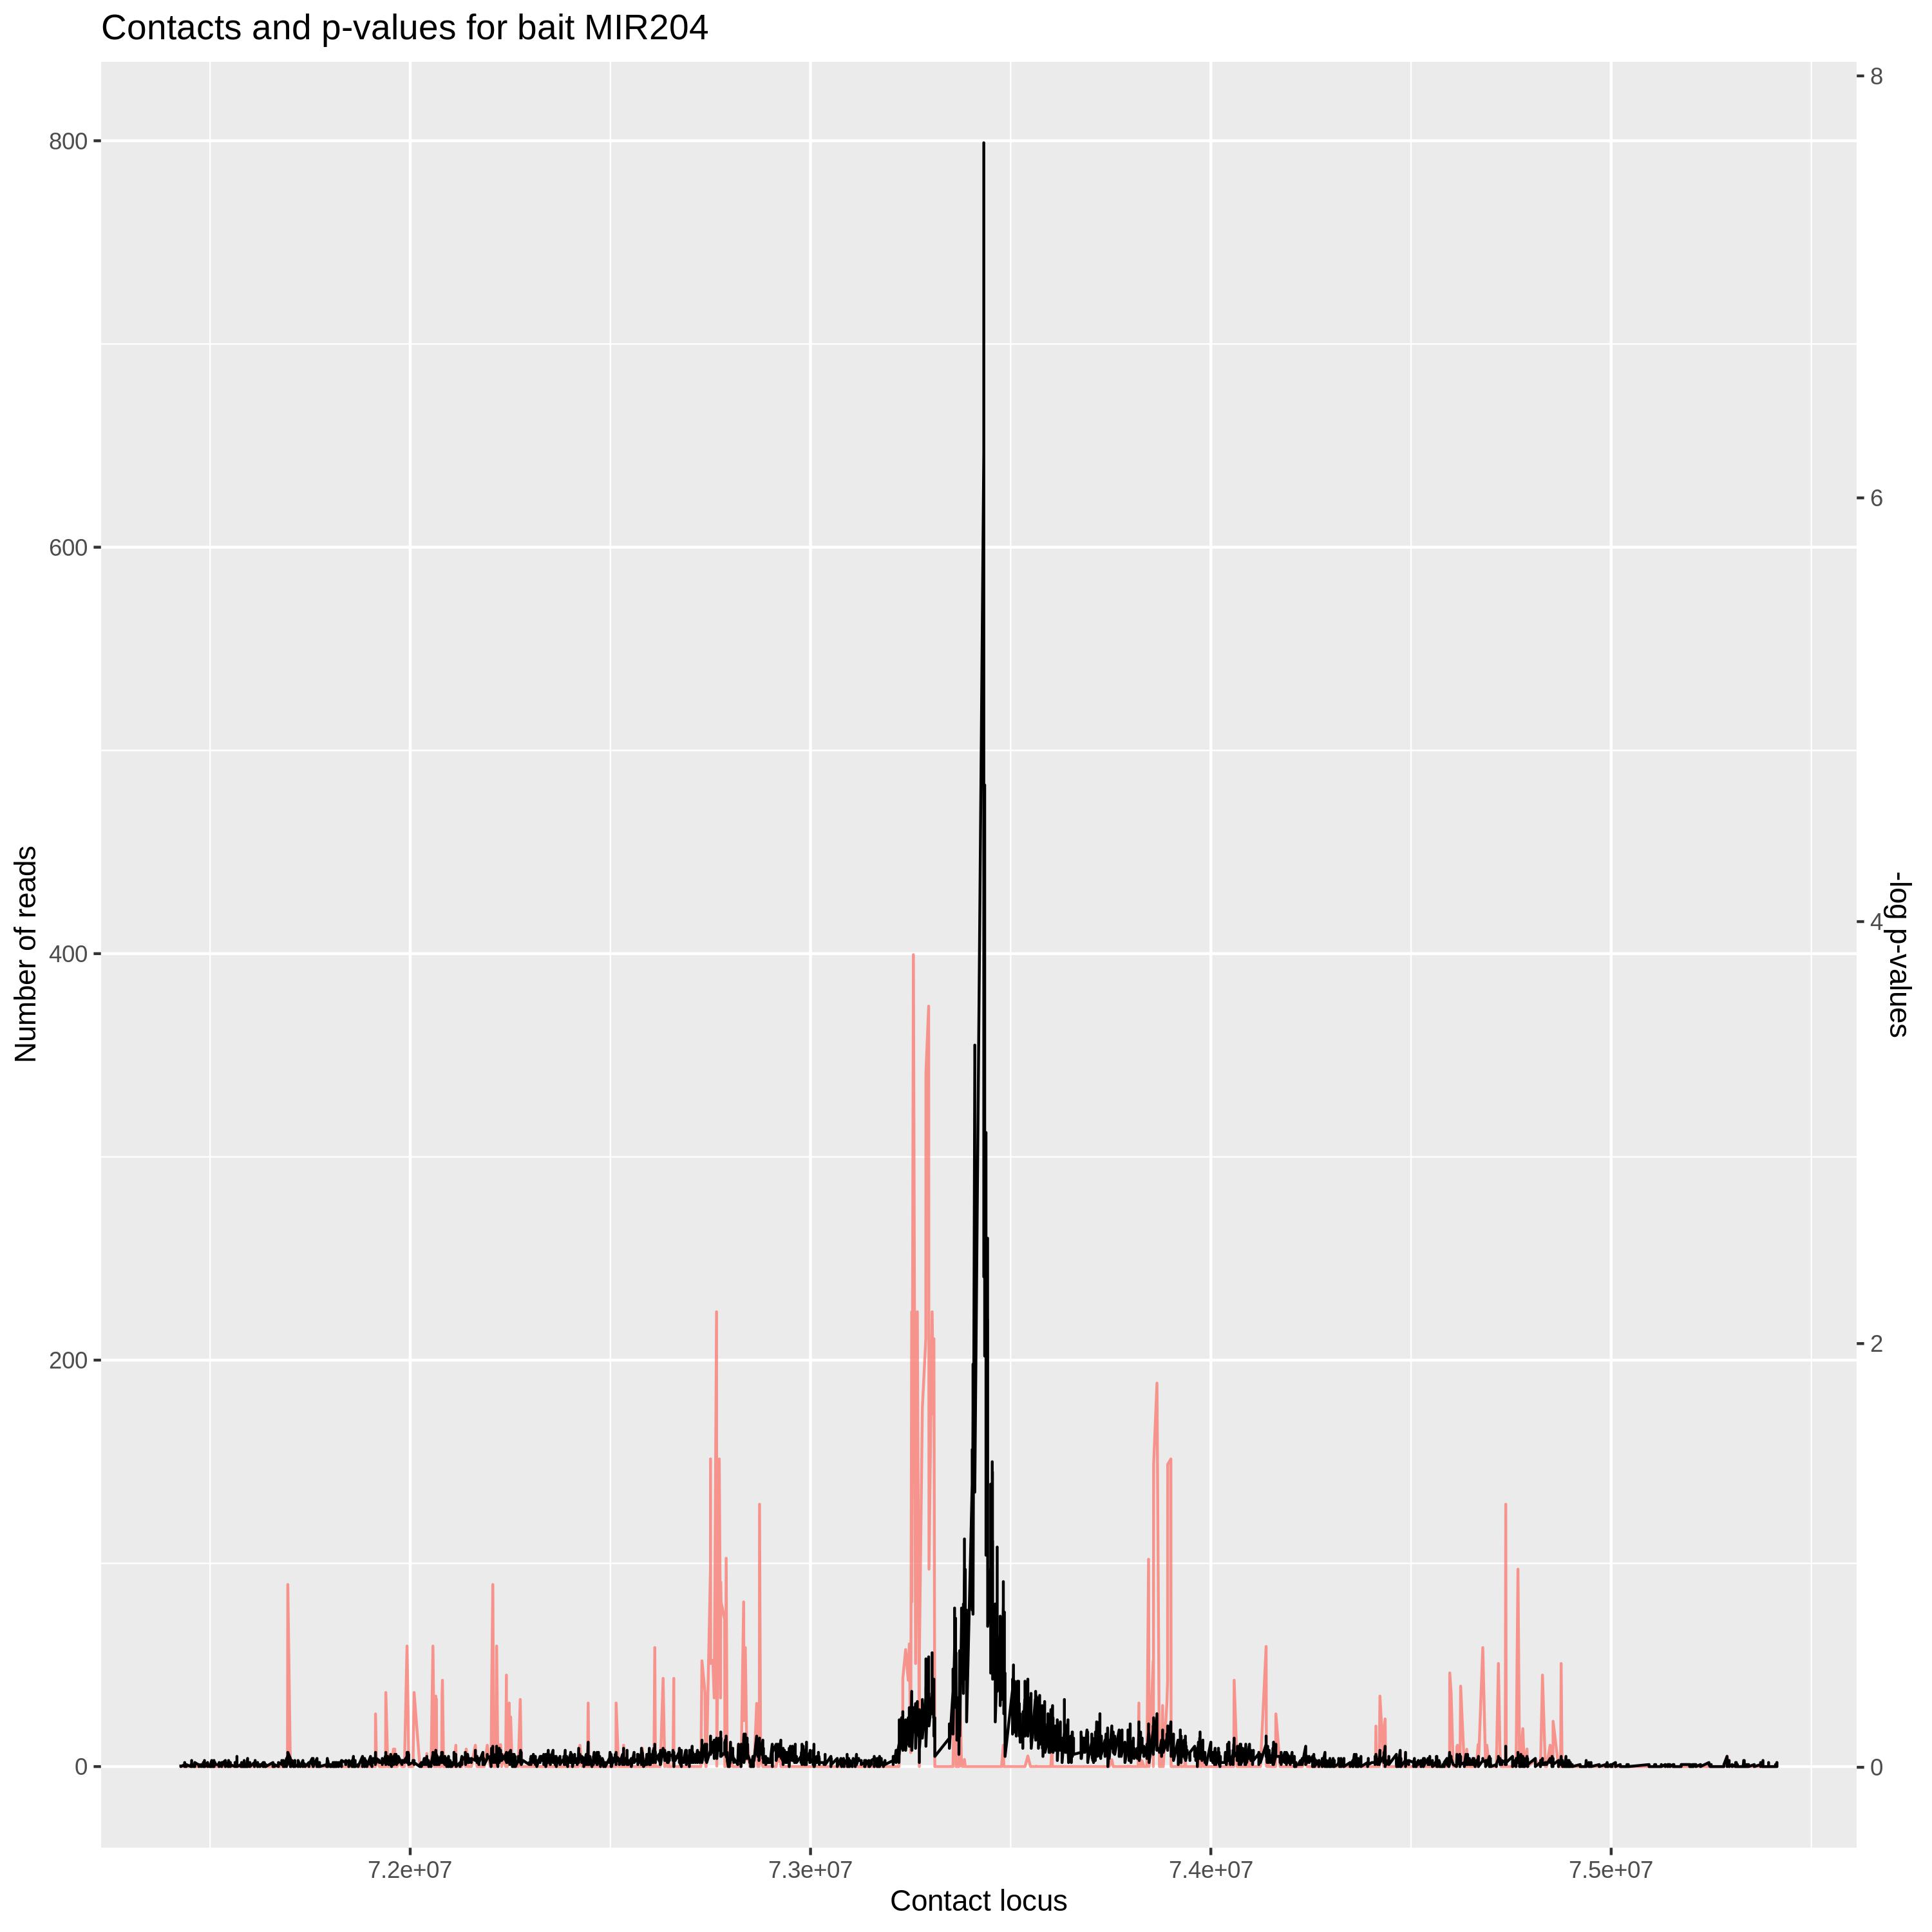 Contacts and p-values for bait MIR204
8
800
6
600
4
400
Number of reads
-log p-values
2
200
0
0
7.2e+07 7.3e+07 7.4e+07 7.5e+07
Contact locus